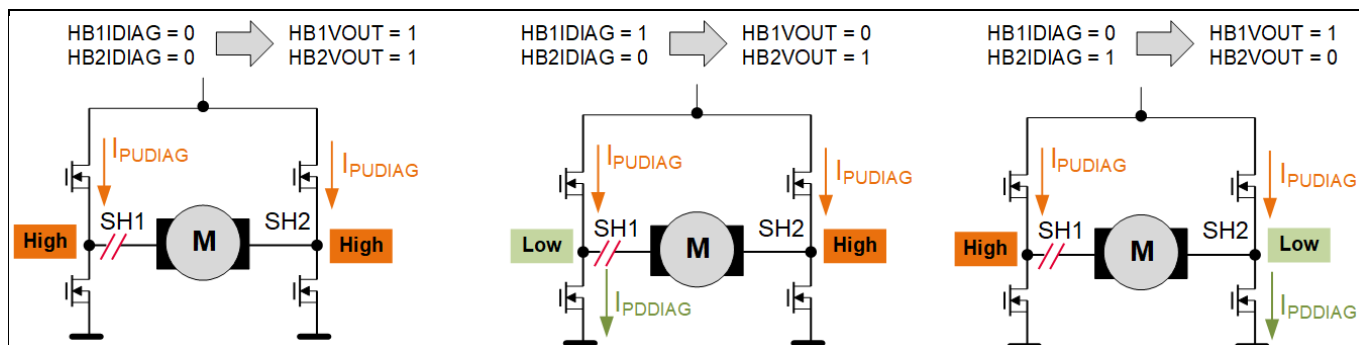 HB1IDIAG = 0 HB1VOUT = 1
HB2IDIAG = 0 HB2VOUT = 1
IPUDIAG
IPUDIAG
SH1
SH2
High
M
High
HB1IDIAG = 1 HB1VOUT = 0
HB2IDIAG = 0 HB2VOUT = 1
IPUDIAG
IPUDIAG
SH1
SH2
Low
M
High
IPDDIAG
HB1IDIAG = 0 HB1VOUT = 1
HB2IDIAG = 1 HB2VOUT = 0
IPUDIAG
IPUDIAG
SH1
SH2
High
M
Low
IPDDIAG